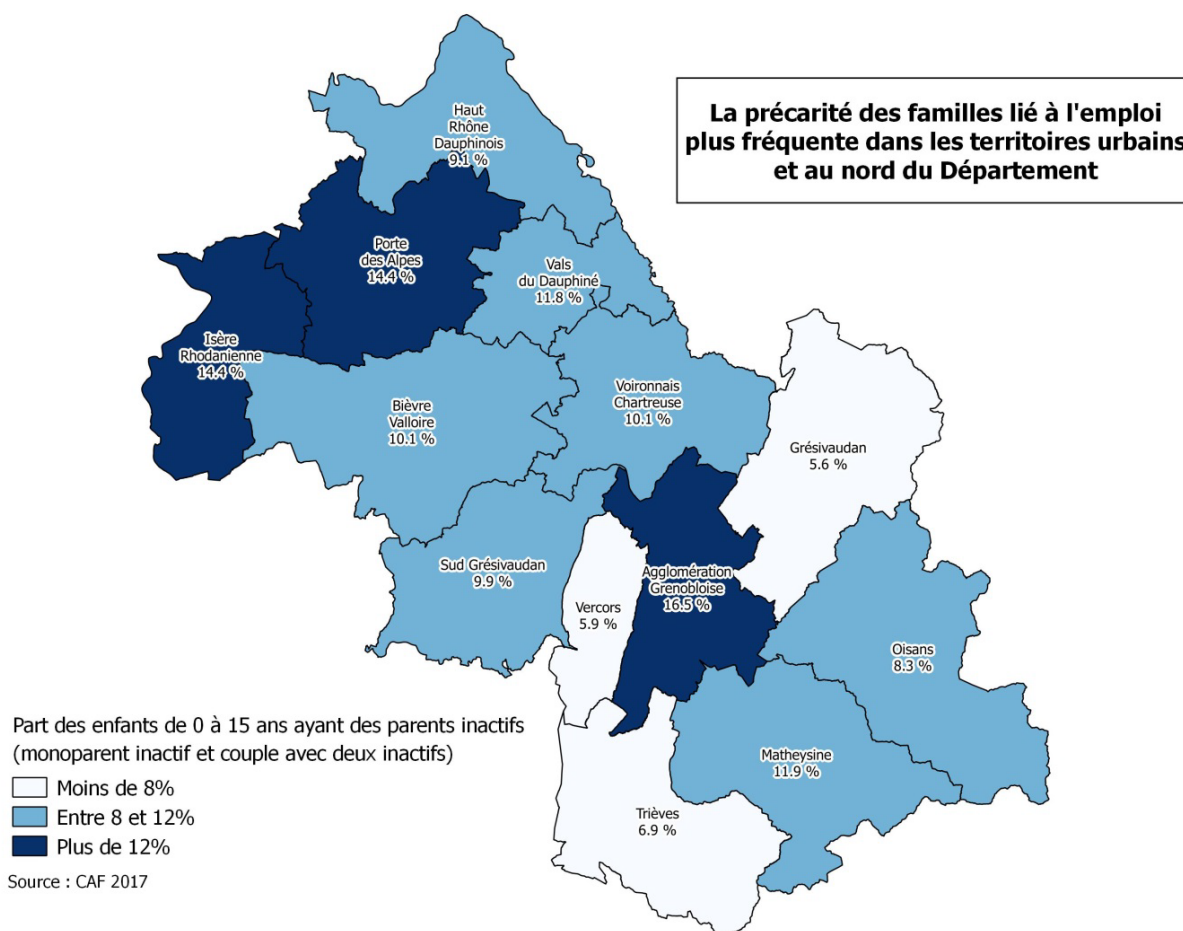 La précarité des familles lié à l'emploi
plus fréquente dans les territoires urbains
et au nord du Département
Haut
Rhône
Dauphinois
9.1 %
Porte
des Alpes
14.4 %
Vals
du Dauphiné
11.8 %
Isère
Rhodanienne
14.4 %
Bièvre
Valloire
10.1 %
Voironnais
Chartreuse
10.1 %
Grésivaudan
5.6 %
Sud Grésivaudan
9.9 %
Vercors
5.9 %
Agglomération
Grenobloise
16.5 %
Oisans
8.3 %
Matheysine
11.9 %
Trièves
6.9 %
Part des enfants de 0 à 15 ans ayant des parents inactifs
(monoparent inactif et couple avec deux inactifs)
Moins de 8%
Entre 8 et 12%
Plus de 12%
Source : CAF 2017